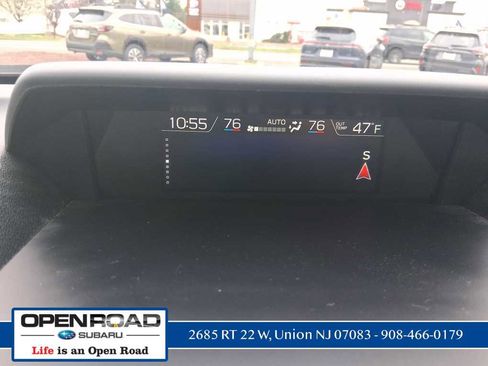 10:55 76 AUTO 76 OUT TEMP 47°F
S
OPEN ROAD
SUBARU
Life is an Open Road
2685 RT 22 W, Union NJ 07083 - 908-466-0179